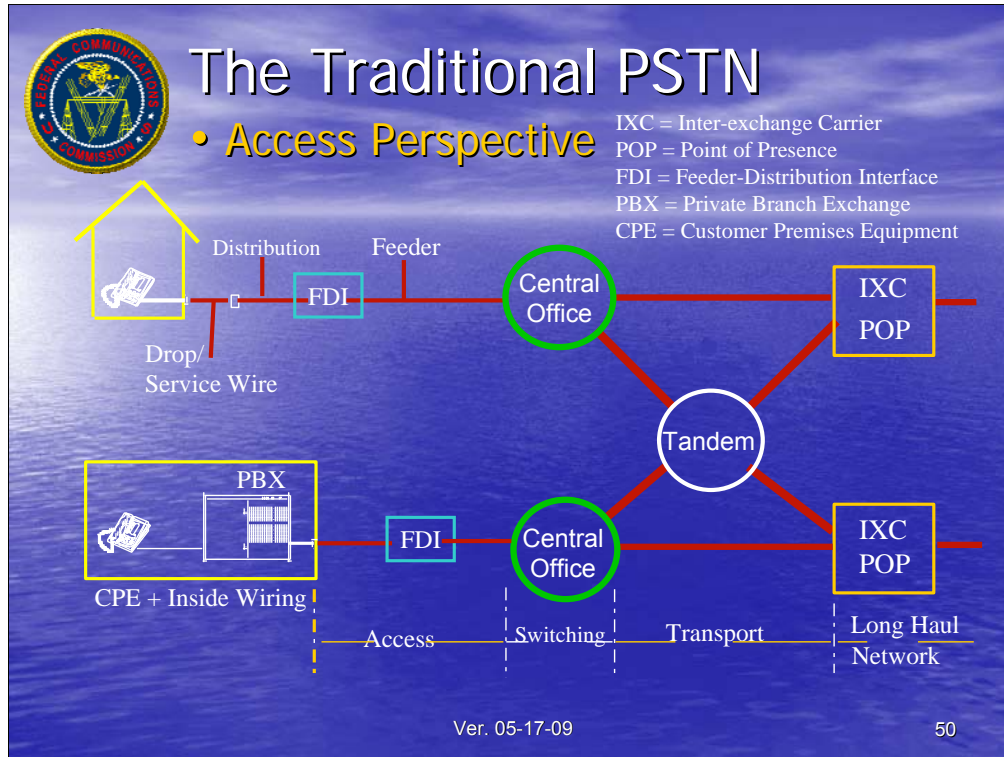 The Traditional PSTN
• Access Perspective
IXC = Inter-exchange Carrier
POP = Point of Presence
FDI = Feeder-Distribution Interface
PBX = Private Branch Exchange
CPE = Customer Premises Equipment
FEDERAL COMMUNICATIONS COMMISSION
U S
Distribution
Feeder
FDI
Central
Office
IXC
POP
Drop/
Service Wire
Tandem
PBX
FDI
Central
Office
IXC
POP
CPE + Inside Wiring
Access
Switching
Transport
Long Haul
Network
Ver. 05-17-09
50